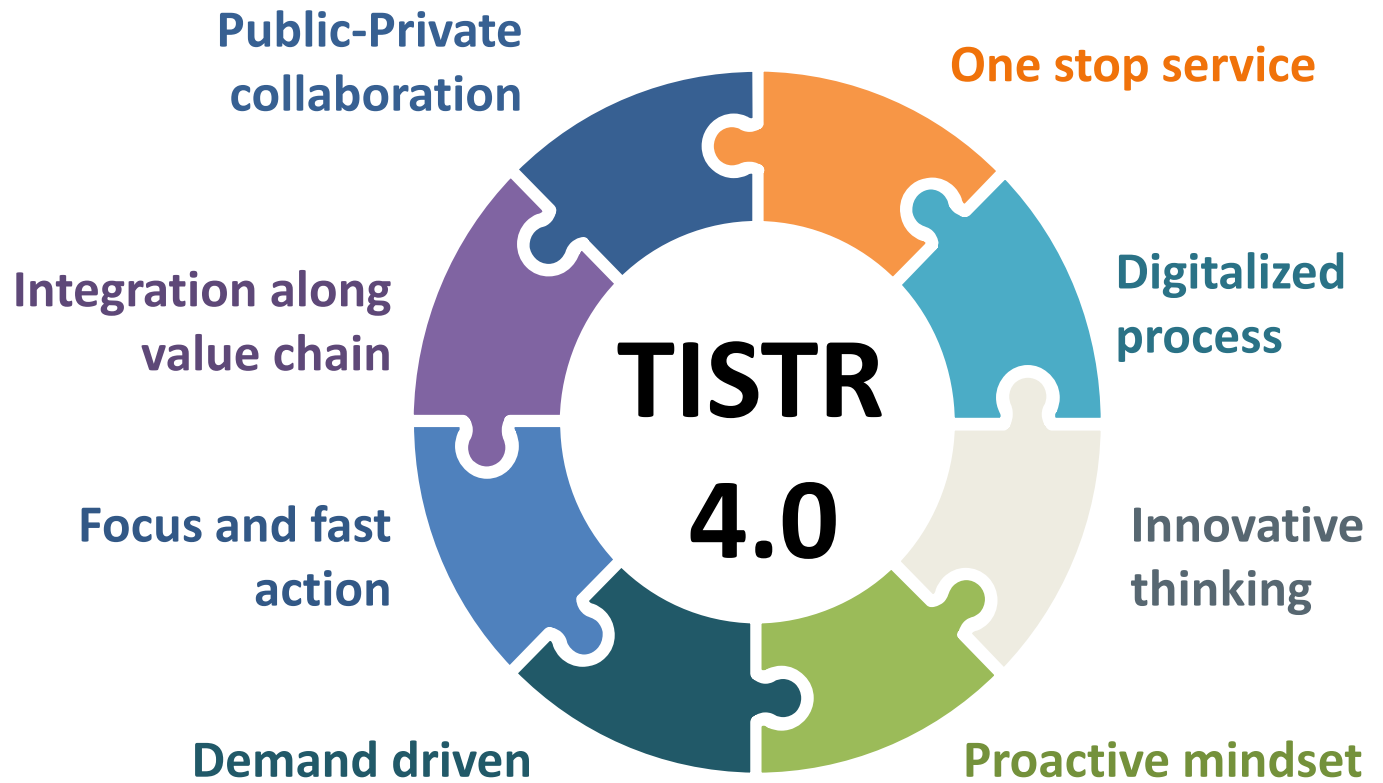 Public-Private
collaboration
One stop service
Digitalized
process
Integration along
value chain
TISTR
4.0
Focus and fast
action
Innovative
thinking
Demand driven
Proactive mindset